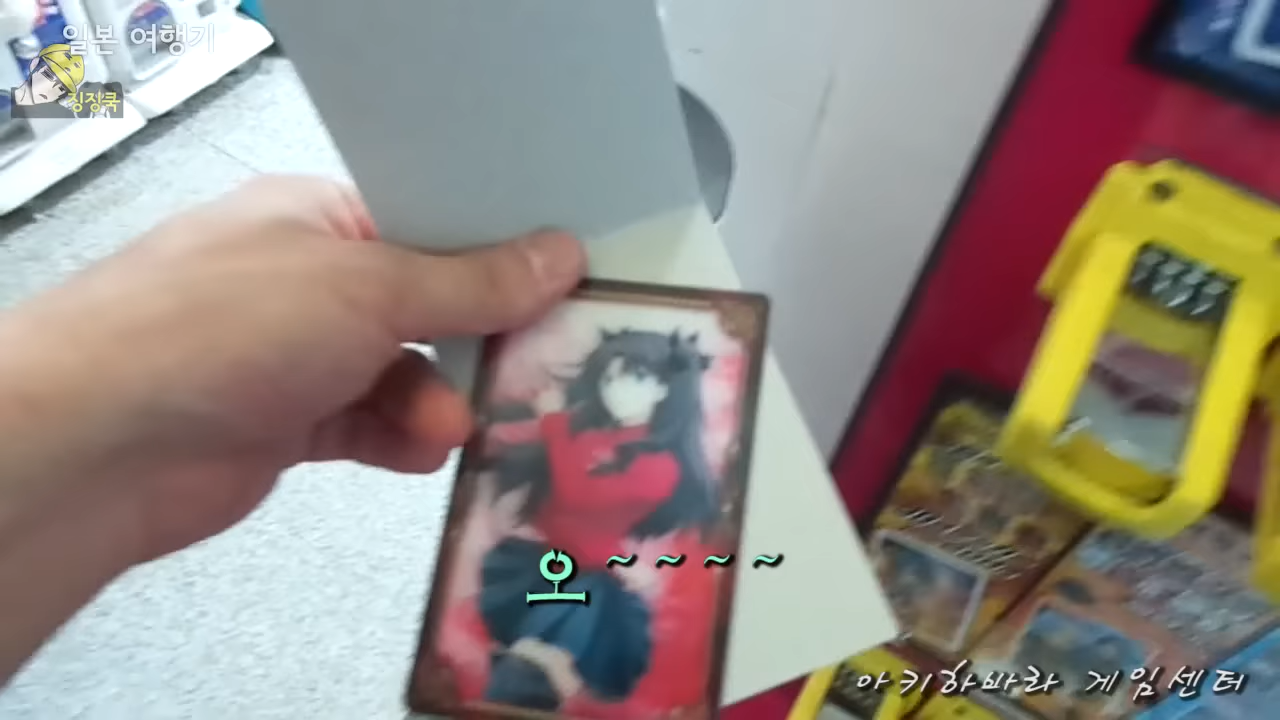 일본 여행기
징징쿡
오 ~ ~ ~ ~
아키하바라 게임센터